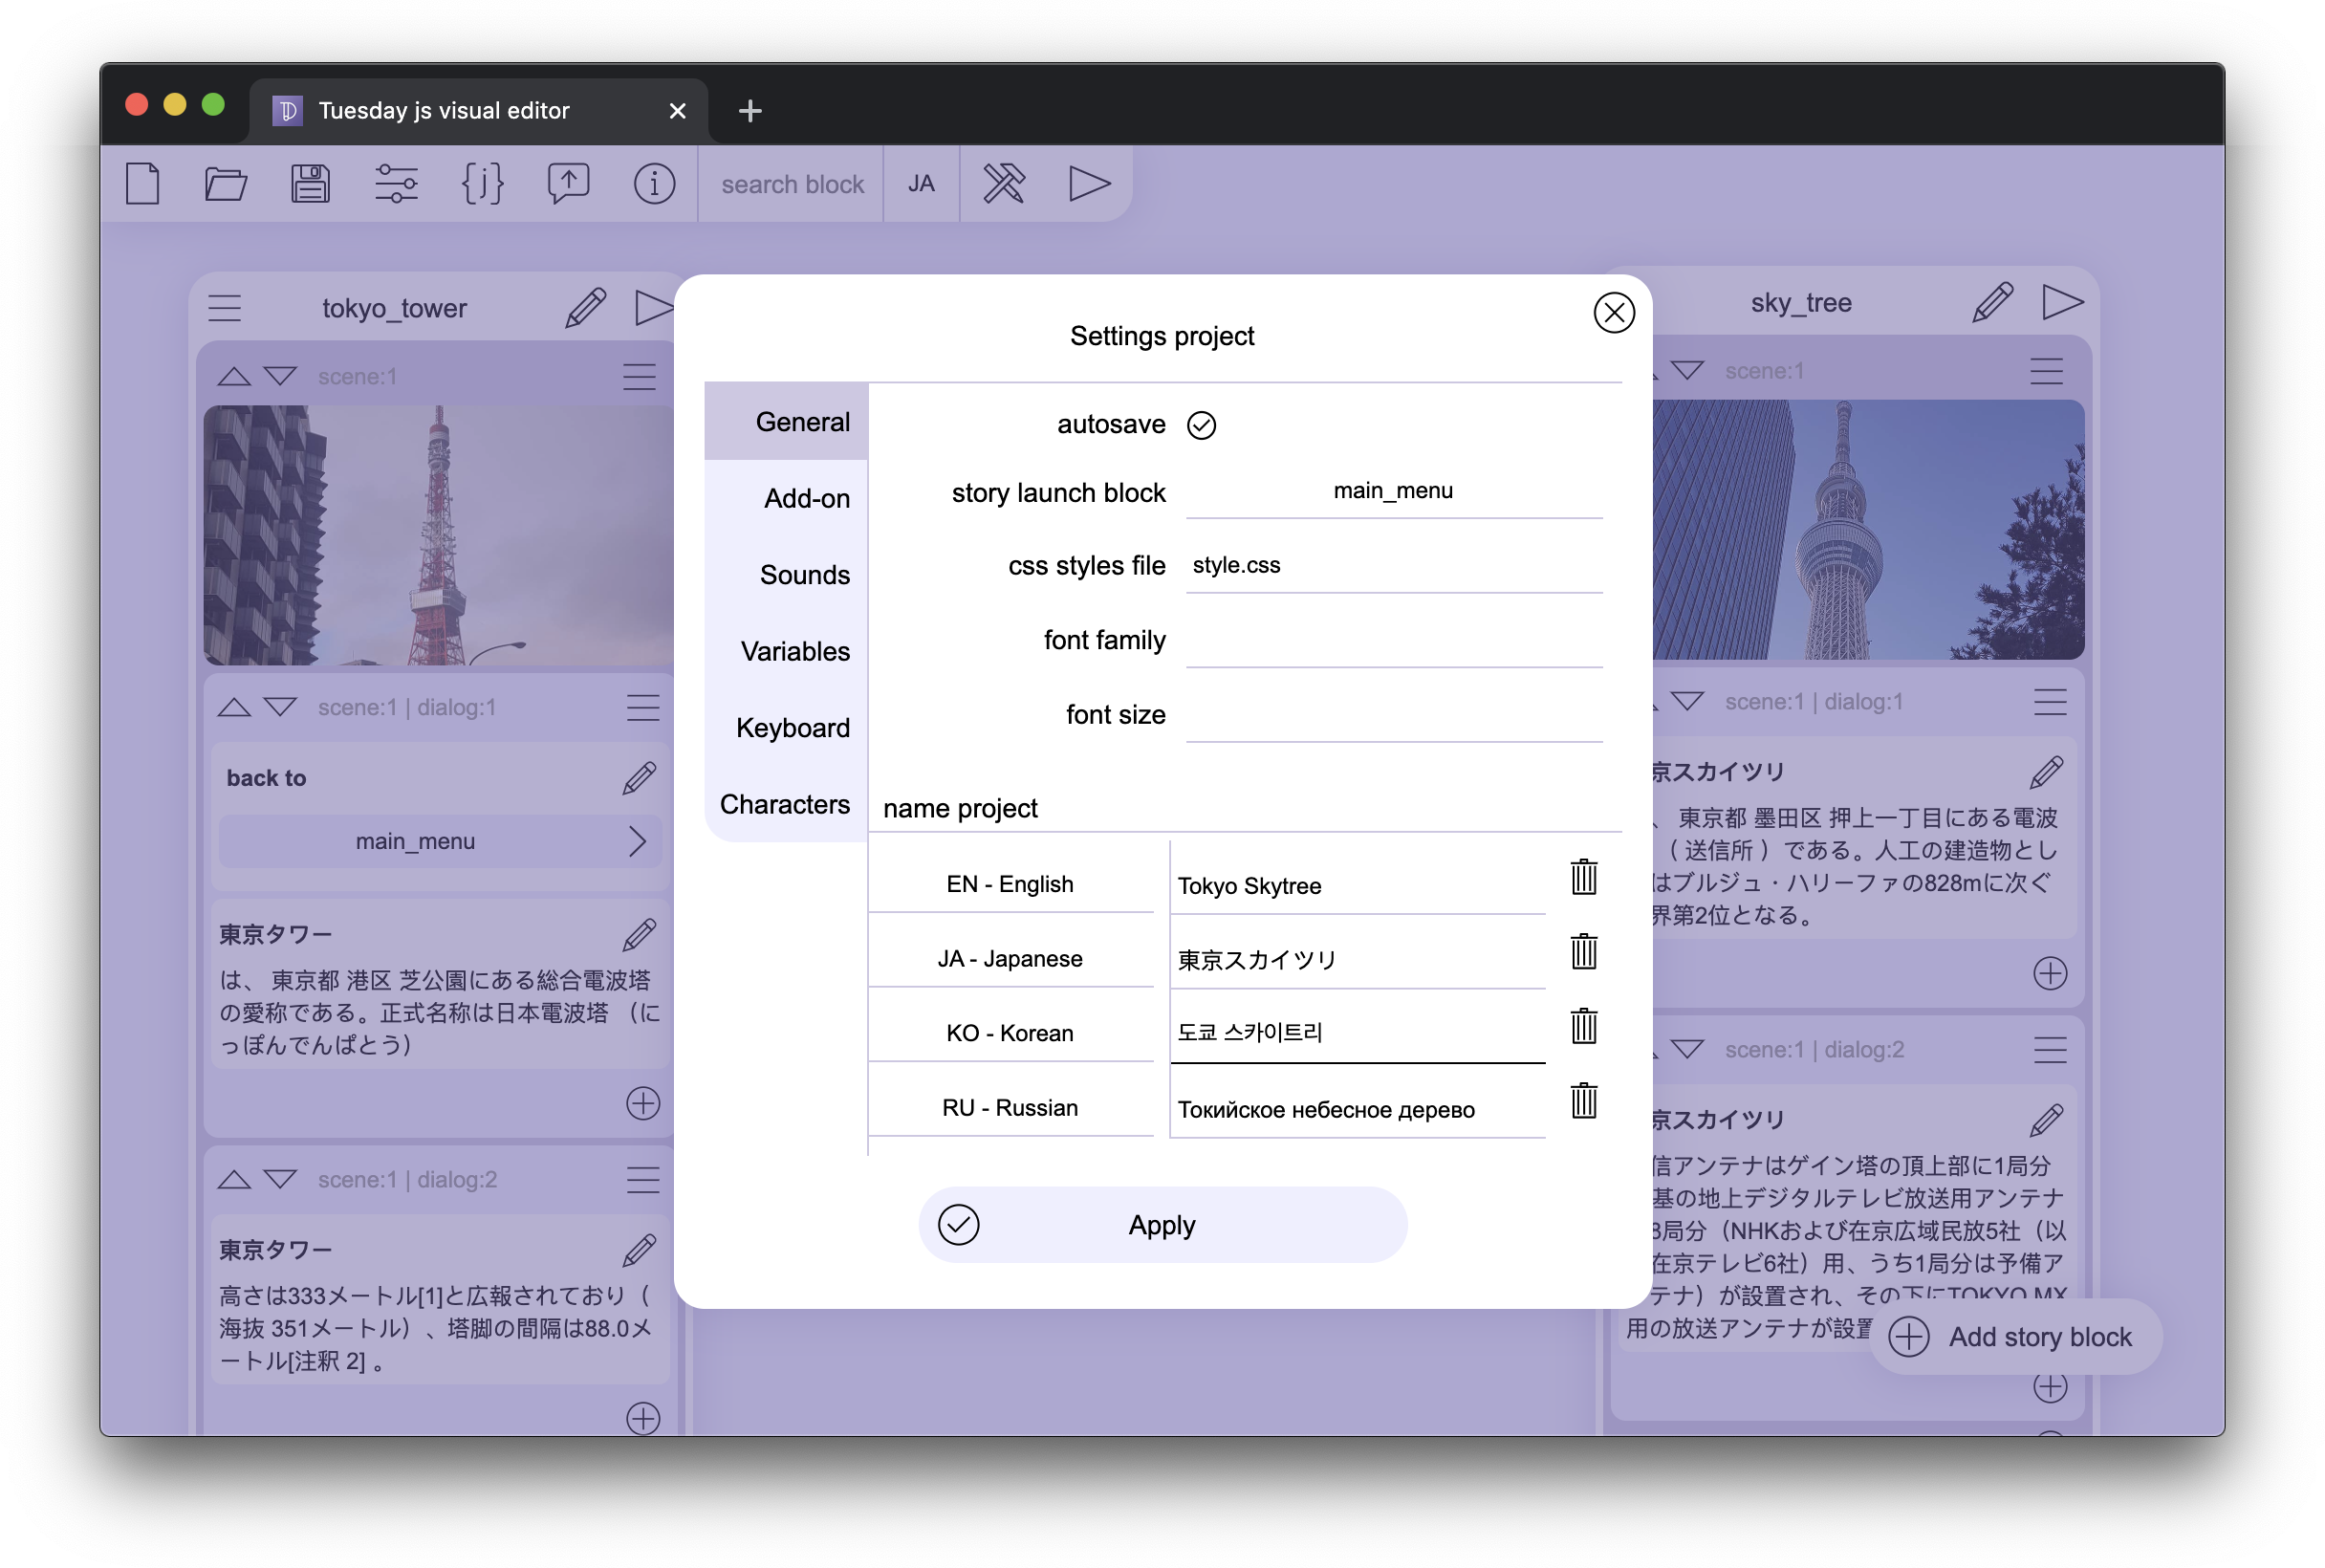 Tuesday js visual editor
{j}
search block
JA
tokyo_tower
scene:1
scene:1 | dialog:1
back to
main_menu
東京タワー
は、 東京都 港区 芝公園にある総合電波塔
の愛称である。正式名称は日本電波塔 （に
っぽんでんぱとう）
scene:1 | dialog:2
東京タワー
高さは333メートル[1]と広報されており（
海抜 351メートル）、塔脚の間隔は88.0メ
ートル[注釈 2] 。
Settings project
General
Add-on
Sounds
Variables
Keyboard
Characters
autosave
story launch block
main_menu
css styles file
style.css
font family
font size
name project
EN - English
Tokyo Skytree
JA - Japanese
東京スカイツリ
KO - Korean
도쿄 스카이트리
RU - Russian
Токийское небесное дерево
Apply
sky_tree
scene:1
scene:1 | dialog:1
京スカイツリ
、 東京都 墨田区 押上一丁目にある電波
（ 送信所 ）である。人工の建造物とし
はブルジュ・ハリーファの828mに次ぐ
界第2位となる。
scene:1 | dialog:2
京スカイツリ
信アンテナはゲイン塔の頂上部に1局分
基の地上デジタルテレビ放送用アンテナ
8局分（NHKおよび在京広域民放5社（以
在京テレビ6社）用、うち1局分は予備ア
テナ）が設置され、その下にTOKYO MX
用の放送アンテナが設置
Add story block